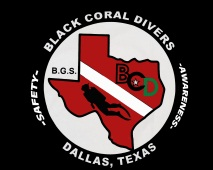 BLACK CORAL DIVERS
-SAFETY-
-AWARENESS-
B.G.S.
BCD
DALLAS, TEXAS